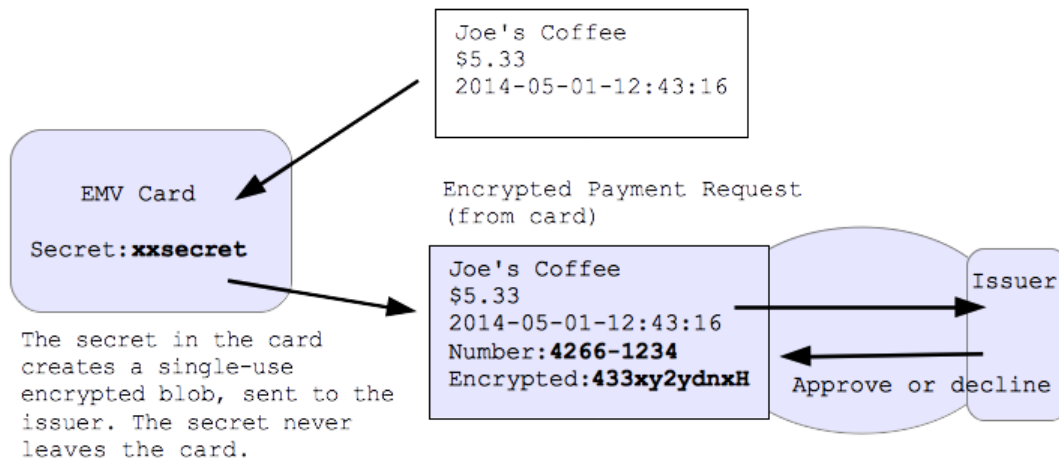 Joe's Coffee
$5.33
2014-05-01-12:43:16
EMV Card
Secret:xxsecret
The secret in the card
creates a single-use
encrypted blob, sent to the
issuer. The secret never
leaves the card.
Encrypted Payment Request
(from card)
Joe's Coffee
$5.33
2014-05-01-12:43:16
Number:4266-1234
Encrypted:433xy2ydnxH
Issuer
Approve or decline